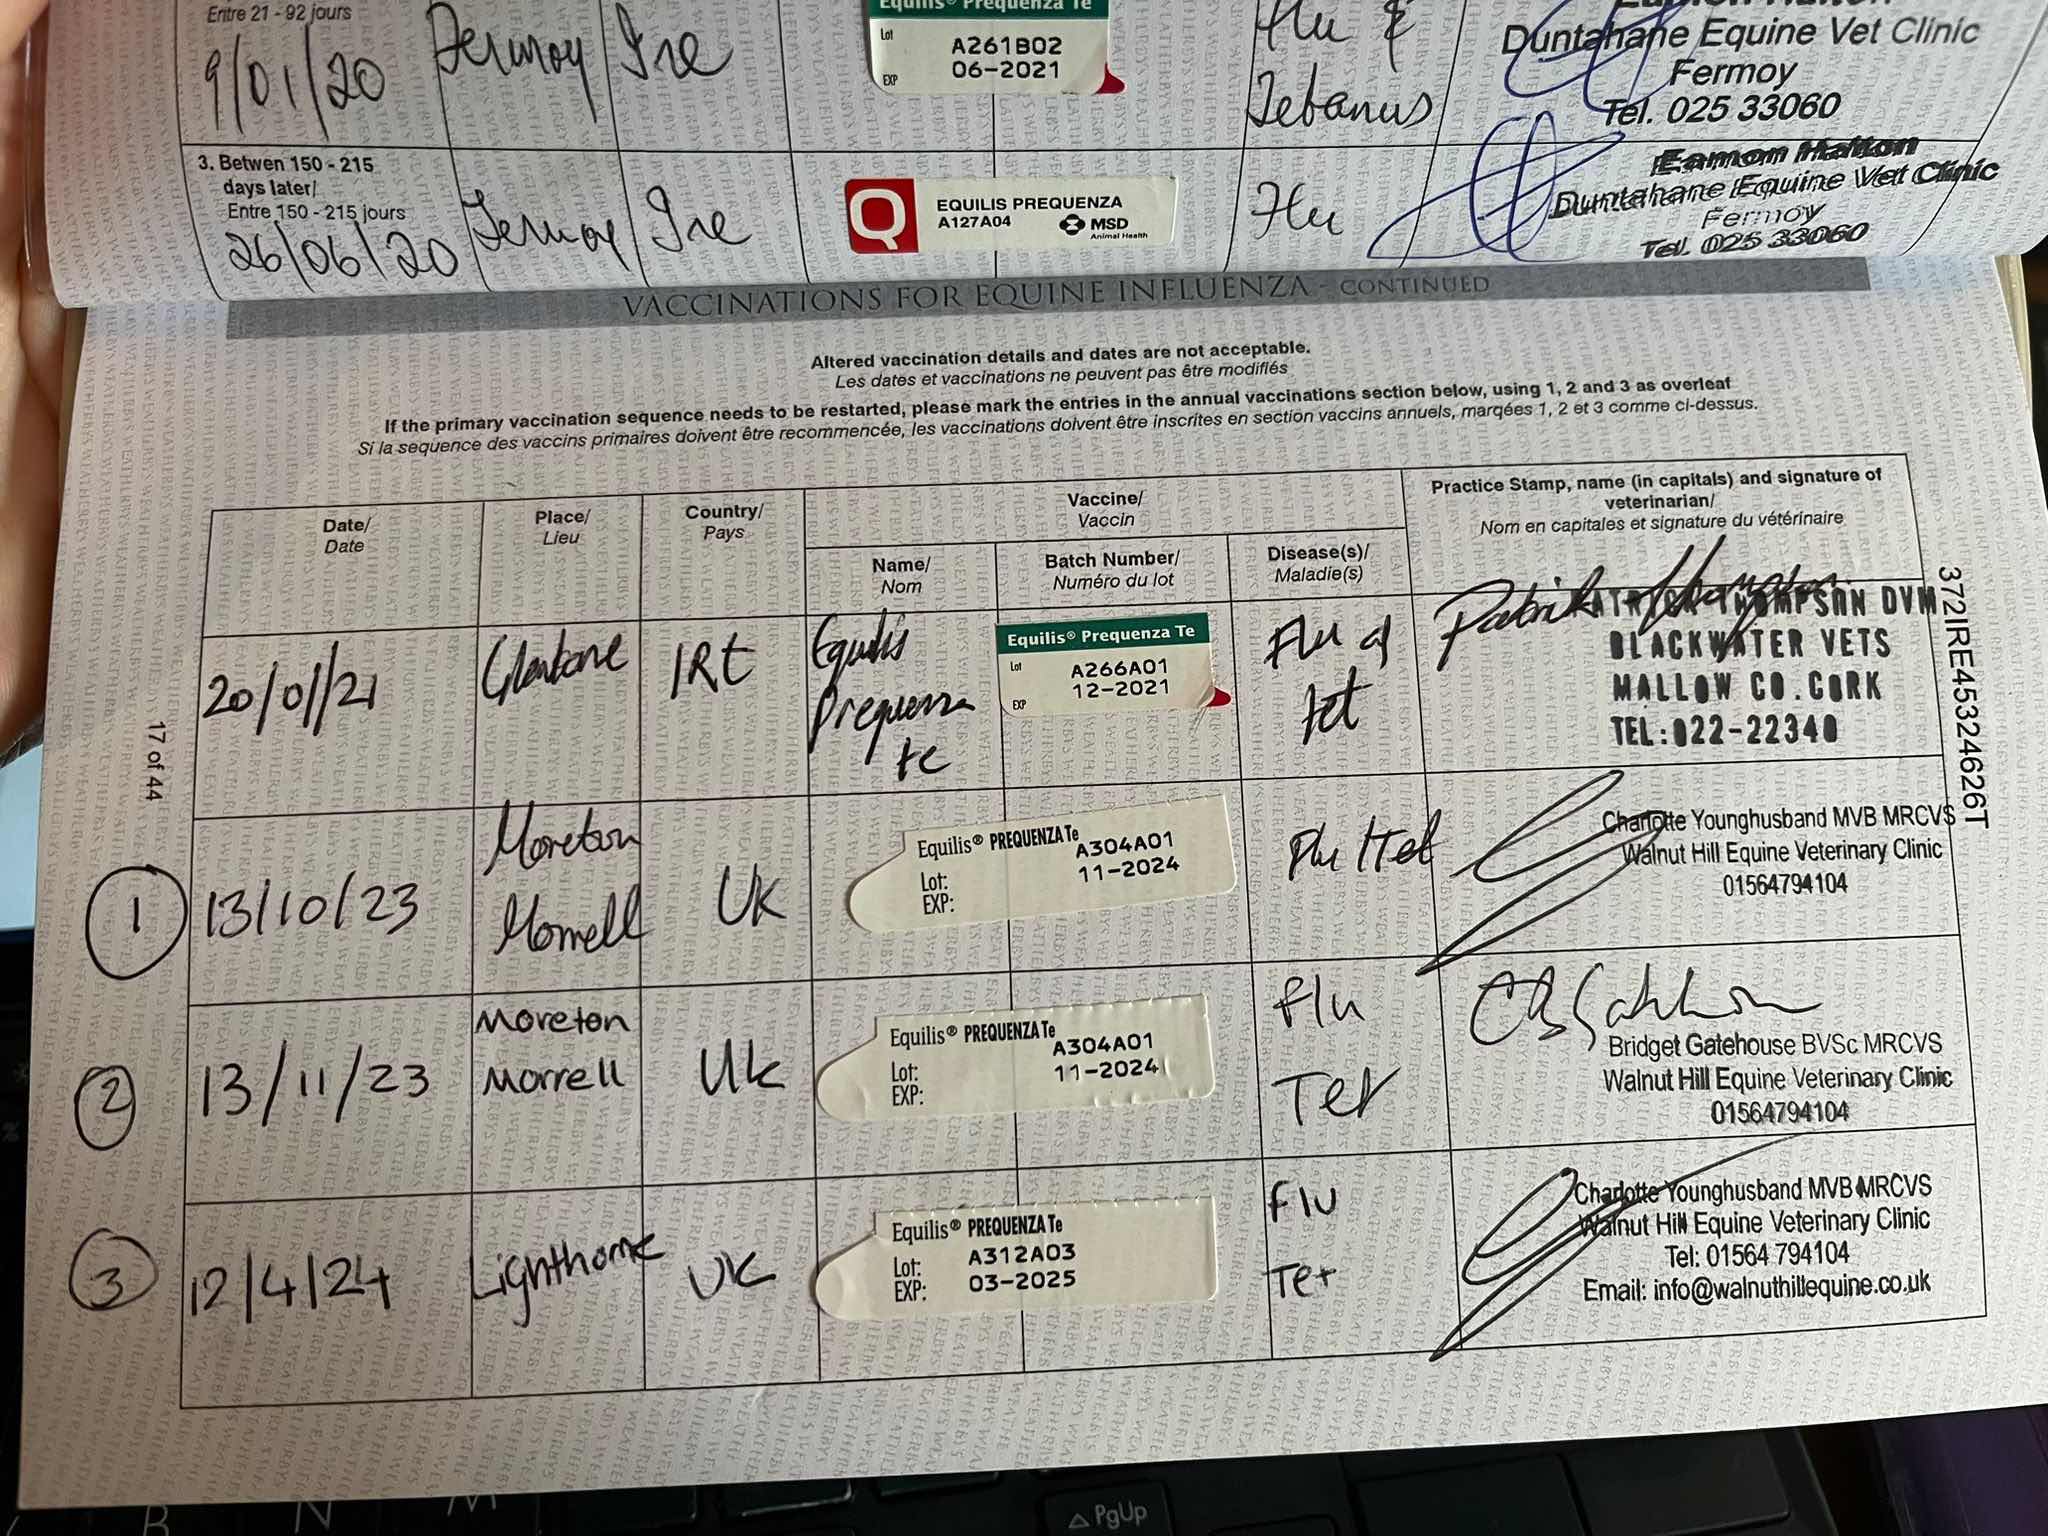 Entre 21 - 92 jours
9/01/20
Fermoy
Ire
Equilis® Prequenza Te
Lot
A261B02
EXP
06-2021
Flu &
Tetanus
Duntahane Equine Vet Clinic
Fermoy
Tel. 025 33060
3. Betwen 150 - 215
days later/
Entre 150 - 215 jours
26/06/20
Fermoy
Ire
Q
EQUILIS PREQUENZA
A127A04
MSD
Animal Health
Flu
Eamon Halton
Duntahane Equine Vet Clinic
Fermoy
Tel. 025 33060
VACCINATIONS FOR EQUINE INFLUENZA - CONTINUED
Altered vaccination details and dates are not acceptable.
Les dates et vaccinations ne peuvent pas être modifiés
If the primary vaccination sequence needs to be restarted, please mark the entries in the annual vaccinations section below, using 1, 2 and 3 as overleaf
Si la sequence des vaccins primaires doivent être recommencée, les vaccinations doivent être inscrites en section vaccins annuels, marqées 1, 2 et 3 comme ci-dessus.
Date/
Date
Place/
Lieu
Country/
Pays
Vaccine/
Vaccin
Name/
Nom
Batch Number/
Numéro du lot
Disease(s)/
Maladie(s)
Practice Stamp, name (in capitals) and signature of
veterinarian/
Nom en capitales et signature du vétérinaire
20/01/21
IRE
Equilis
Prequenza
te
Equilis® Prequenza Te
Lot
A266A01
EXP
12-2021
Flu &
tet
Patrick Thompson
PATRICK THOMPSON DVM
BLACKWATER VETS
MALLOW CO.CORK
TEL:022-22340
1
13/10/23
Moreton
Morrell
UK
Equilis® PREQUENZA Te
Lot: A304A01
EXP: 11-2024
Flu Tet
Charlotte Younghusband MVB MRCVS
Walnut Hill Equine Veterinary Clinic
01564794104
2
13/11/23
Moreton
Morrell
UK
Equilis® PREQUENZA Te
Lot: A304A01
EXP: 11-2024
Flu
Tet
Bridget Gatehouse BVSc MRCVS
Walnut Hill Equine Veterinary Clinic
01564794104
3
12/4/24
Lighthorne
UK
Equilis® PREQUENZA Te
Lot: A312A03
EXP: 03-2025
Flu
Tet
Charlotte Younghusband MVB MRCVS
Walnut Hill Equine Veterinary Clinic
Tel: 01564 794104
Email: info@walnuthillequine.co.uk
17 of 44
372IRE45324626T
B
N
M
PgUp